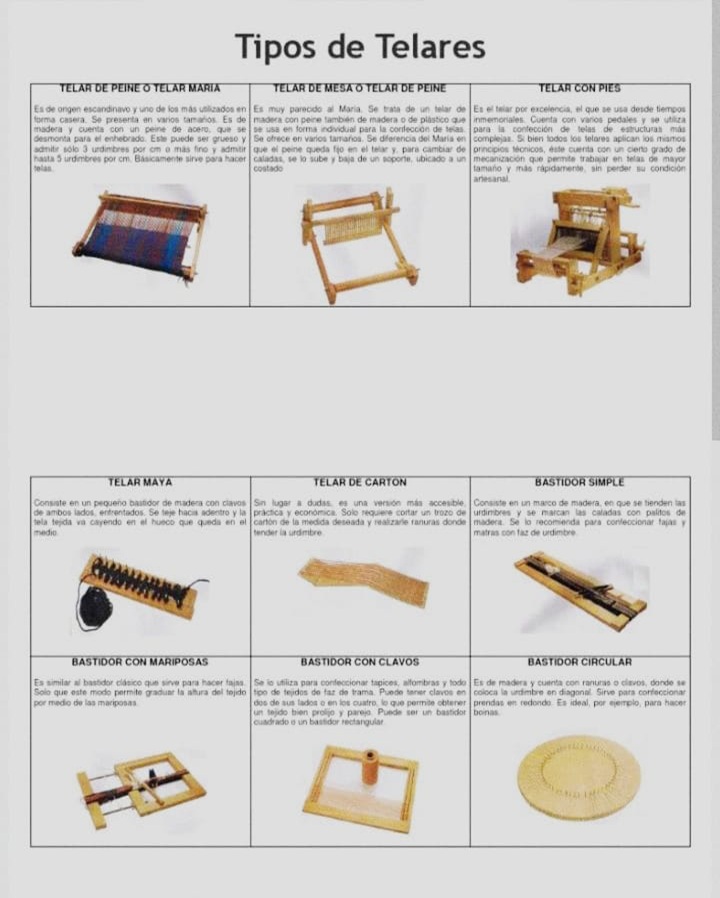 Tipos de Telares
TELAR DE PEINE O TELAR MARIA
Es de origen escandinavo y uno de los más utilizados en
forma casera. Se presenta en varios tamaños. Es de
madera y cuenta con un peine de acero, que se
desmonta para el enhebrado. Este puede ser grueso y
admitir sólo 3 urdimbres por cm o más fino y admitir
hasta 5 urdimbres por cm. Básicamente sirve para hacer
telas.
TELAR DE MESA O TELAR DE PEINE
Es muy parecido al María. Se trata de un telar de
madera con peine también de madera o de plástico que
se usa en forma individual para la confección de telas.
Se ofrece en varios tamaños. Se diferencia del María en
que el peine queda fijo en el telar y, para cambiar de
caladas, se lo sube y baja de un soporte, ubicado a un
costado
TELAR CON PIES
Es el telar por excelencia, el que se usa desde tiempos
inmemoriales. Cuenta con varios pedales y se utiliza
para la confección de telas de estructuras más
complejas. Si bien todos los telares aplican los mismos
principios técnicos, éste cuenta con un cierto grado de
mecanización que permite trabajar en telas de mayor
tamaño y más rápidamente, sin perder su condición
artesanal.
TELAR MAYA
Consiste en un pequeño bastidor de madera con clavos
de ambos lados, enfrentados. Se teje hacia adentro y la
tela tejida va cayendo en el hueco que queda en el
medio.
TELAR DE CARTON
Sin lugar a dudas, es una versión más accesible,
práctica y económica. Solo requiere cortar un trozo de
cartón de la medida deseada y realizarle ranuras donde
tender la urdimbre.
BASTIDOR SIMPLE
Consiste en un marco de madera, en que se tienden las
urdimbres y se marcan las caladas con palitos de
madera. Se lo recomienda para confeccionar fajas y
matras con faz de urdimbre.
BASTIDOR CON MARIPOSAS
Es similar al bastidor clásico que sirve para hacer fajas.
Solo que este modo permite graduar la altura del tejido
por medio de las mariposas.
BASTIDOR CON CLAVOS
Se lo utiliza para confeccionar tapices, alfombras y todo
tipo de tejidos de faz de trama. Puede tener clavos en
dos de sus lados o en los cuatro, lo que permite obtener
un tejido bien prolijo y parejo. Puede ser un bastidor
cuadrado o un bastidor rectangular.
BASTIDOR CIRCULAR
Es de madera y cuenta con ranuras o clavos, donde se
coloca la urdimbre en diagonal. Sirve para confeccionar
prendas en redondo. Es ideal, por ejemplo, para hacer
boinas.